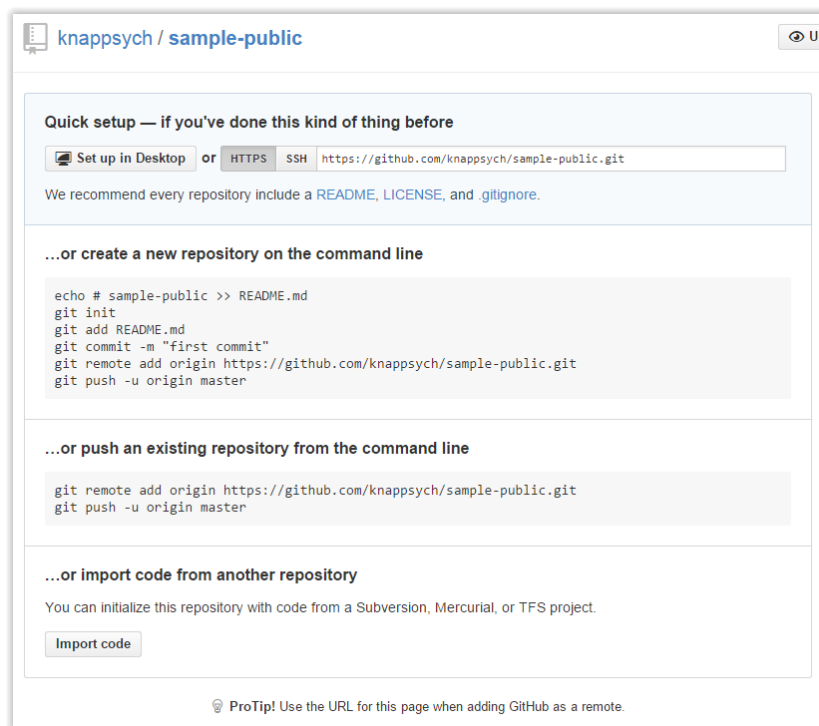 knappsych / sample-public
U
Quick setup — if you've done this kind of thing before
Set up in Desktop or HTTPS SSH https://github.com/knappsych/sample-public.git
We recommend every repository include a README, LICENSE, and .gitignore.
…or create a new repository on the command line
echo # sample-public >> README.md
git init
git add README.md
git commit -m "first commit"
git remote add origin https://github.com/knappsych/sample-public.git
git push -u origin master
…or push an existing repository from the command line
git remote add origin https://github.com/knappsych/sample-public.git
git push -u origin master
…or import code from another repository
You can initialize this repository with code from a Subversion, Mercurial, or TFS project.
Import code
ProTip! Use the URL for this page when adding GitHub as a remote.